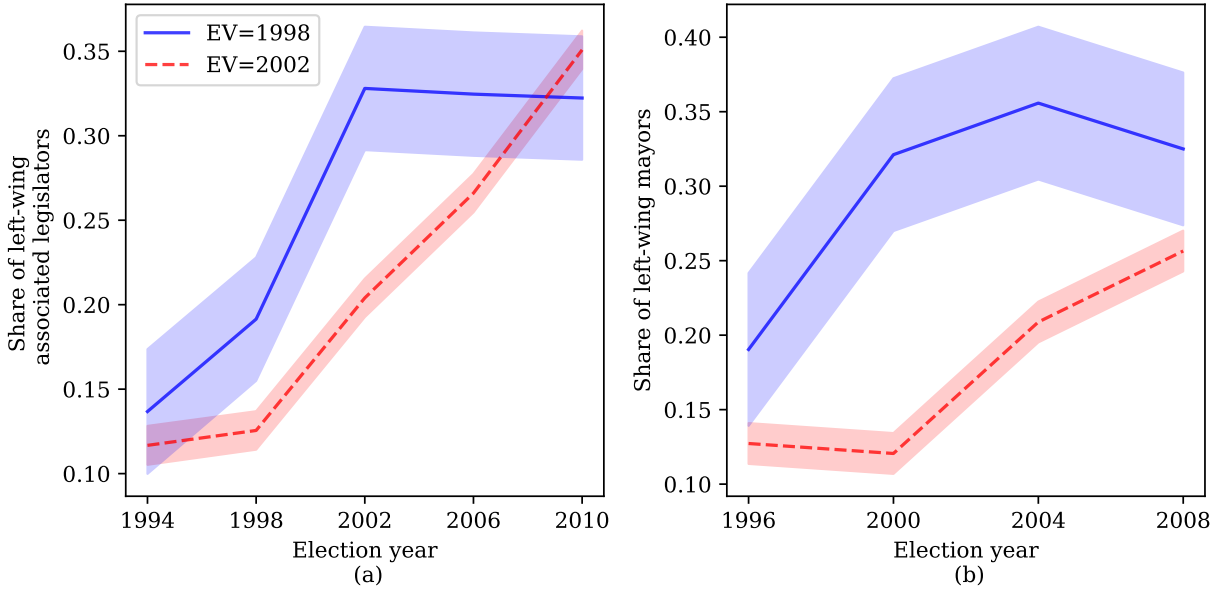 EV=1998
EV=2002
Share of left-wing
associated legislators
0.35
0.30
0.25
0.20
0.15
0.10
1994
1998
2002
2006
2010
Election year
(a)
Share of left-wing mayors
0.40
0.35
0.30
0.25
0.20
0.15
0.10
1996
2000
2004
2008
Election year
(b)